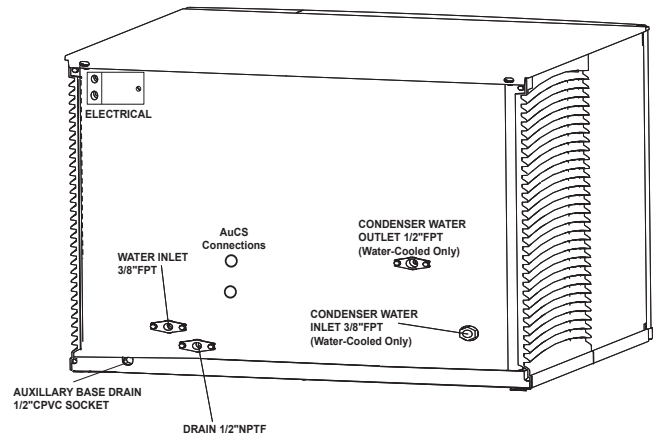 ELECTRICAL
AuCS
Connections
CONDENSER WATER
OUTLET 1/2"FPT
(Water-Cooled Only)
WATER INLET
3/8"FPT
CONDENSER WATER
INLET 3/8"FPT
(Water-Cooled Only)
AUXILLARY BASE DRAIN
1/2"CPVC SOCKET
DRAIN 1/2"NPTF